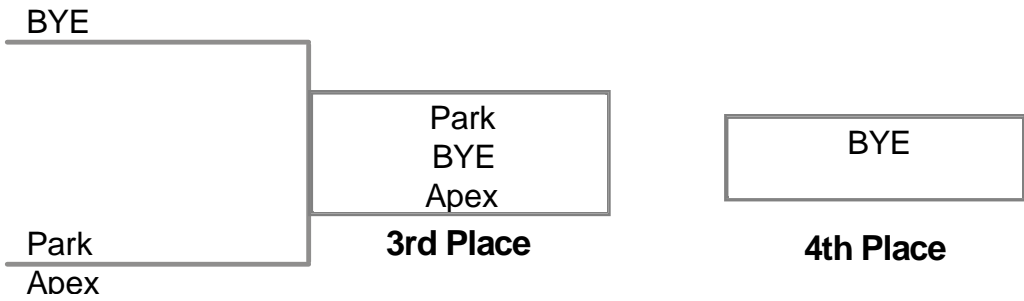 BYE
Park
BYE
Apex
3rd Place
BYE
4th Place
Park
Apex